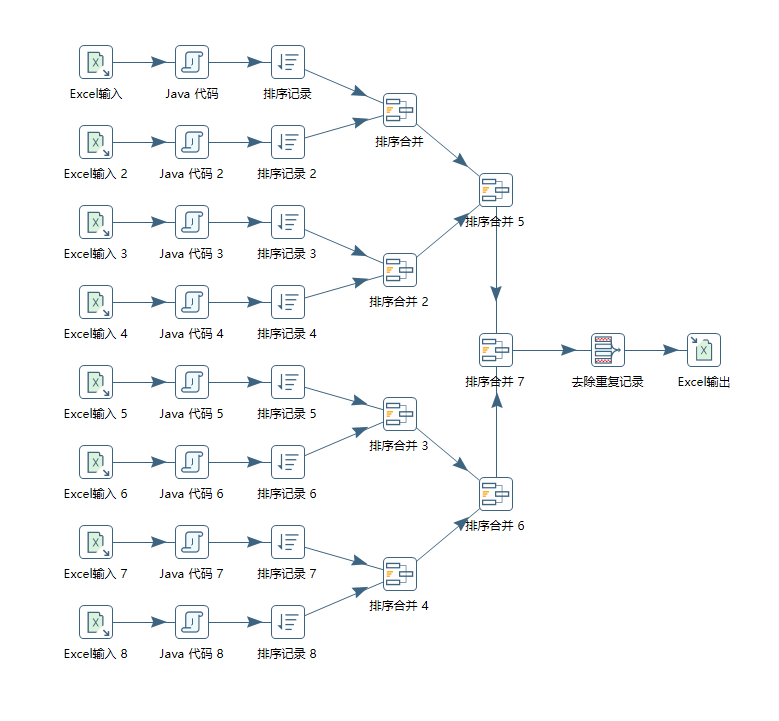 Excel输入
Java 代码
排序记录
排序合并
Excel输入 2
Java 代码 2
排序记录 2
排序合并 5
Excel输入 3
Java 代码 3
排序记录 3
排序合并 2
Excel输入 4
Java 代码 4
排序记录 4
排序合并 7
去除重复记录
Excel输出
Excel输入 5
Java 代码 5
排序记录 5
排序合并 3
Excel输入 6
Java 代码 6
排序记录 6
排序合并 6
Excel输入 7
Java 代码 7
排序记录 7
排序合并 4
Excel输入 8
Java 代码 8
排序记录 8